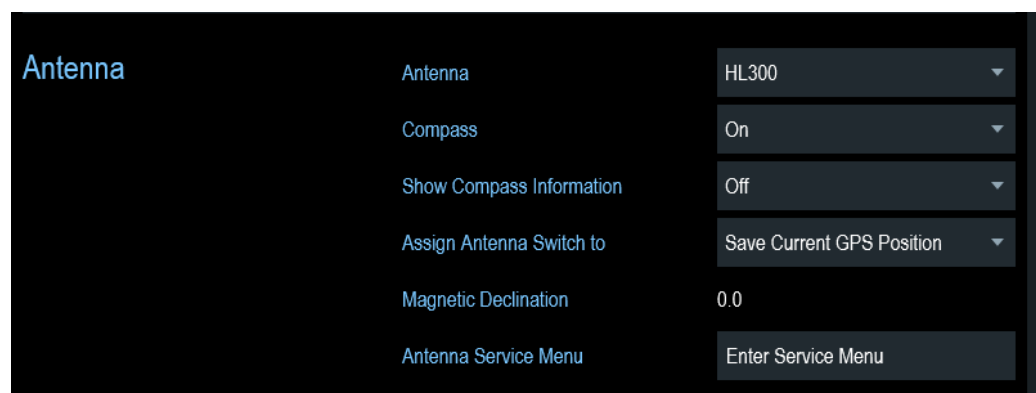 Antenna
Antenna HL300
Compass On
Show Compass Information Off
Assign Antenna Switch to Save Current GPS Position
Magnetic Declination 0.0
Antenna Service Menu Enter Service Menu